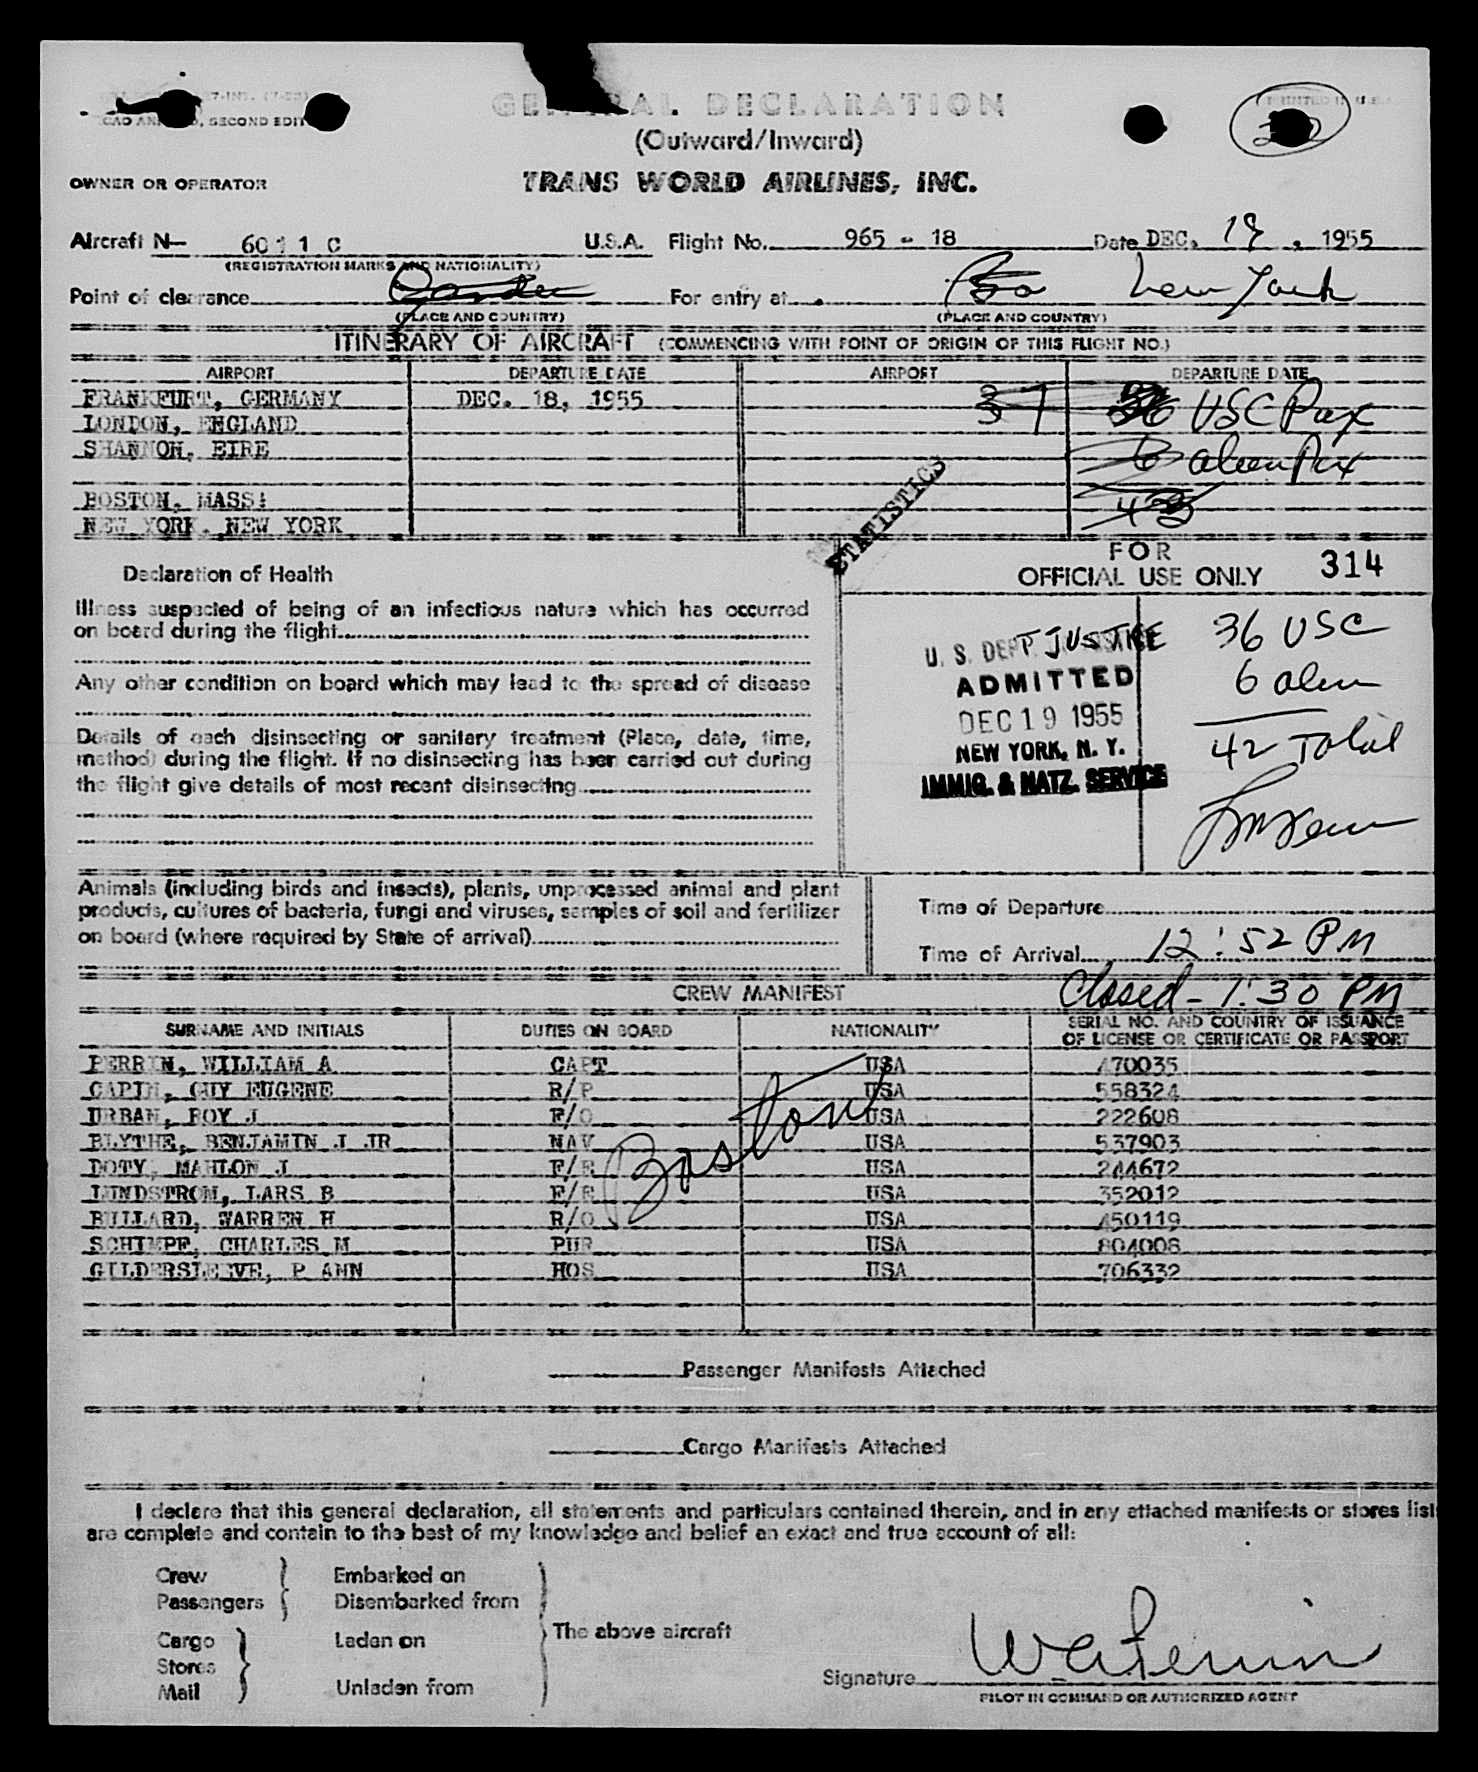 GENERAL DECLARATION
(Outward/Inward)
SECOND EDIT
OWNER OR OPERATOR TRANS WORLD AIRLINES, INC.
Aircraft N— 6011 C U.S.A. Flight No. 965 - 18 Date DEC. 19, 1955
(REGISTRATION MARKS AND NATIONALITY)
Point of clearance Gander For entry at Bo New York
(PLACE AND COUNTRY) (PLACE AND COUNTRY)
ITINERARY OF AIRCRAFT (COMMENCING WITH POINT OF ORIGIN OF THIS FLIGHT NO.)
AIRPORT DEPARTURE DATE AIRPORT DEPARTURE DATE
FRANKFURT, GERMANY DEC. 18, 1955 37 36 USC Pax
LONDON, ENGLAND
SHANNON, EIRE 6 alien Pax
BOSTON, MASS: 43
NEW YORK. NEW YORK
STATISTICS
FOR
OFFICIAL USE ONLY 314
Declaration of Health
Illness suspected of being of an infectious nature which has occurred
on board during the flight
Any other condition on board which may lead to the spread of disease
Details of each disinsecting or sanitary treatment (Place, date, time,
method) during the flight. If no disinsecting has been carried out during
the flight give details of most recent disinsecting
U. S. DEPT JUSTICE
ADMITTED
DEC 19 1955
NEW YORK, N. Y.
IMMIG. & NATZ. SERVICE
36 USC
6 alien
42 Total
Animals (including birds and insects), plants, unprocessed animal and plant
products, cultures of bacteria, fungi and viruses, samples of soil and fertilizer
on board (where required by State of arrival)
Time of Departure
Time of Arrival 12:52 PM
Closed - 1:30 PM
CREW MANIFEST
SURNAME AND INITIALS DUTIES ON BOARD NATIONALITY SERIAL NO. AND COUNTRY OF ISSUANCE
OF LICENSE OR CERTIFICATE OR PASSPORT
PERRIN, WILLIAM A CAPT USA 470035
CAPIN, GUY EUGENE R/P USA 558324
URBAN, ROY J F/O USA 222608
BLYTHE, BENJAMIN J JR NAV USA 537903
DOTY, MAHLON J F/E USA 244672
LUNDSTROM, LARS B F/E USA 352012
BULLARD, WARREN H R/O USA 450119
SCHIMPF, CHARLES M PUR USA 804008
GILDERSLEEVE, P ANN HOS USA 706332
Boston
Passenger Manifests Attached
Cargo Manifests Attached
I declare that this general declaration, all statements and particulars contained therein, and in any attached manifests or stores list
are complete and contain to the best of my knowledge and belief an exact and true account of all:
Crew Embarked on
Passengers Disembarked from
The above aircraft
Cargo Laden on
Stores
Mail Unladen from
Signature WA Perrin
PILOT IN COMMAND OR AUTHORIZED AGENT